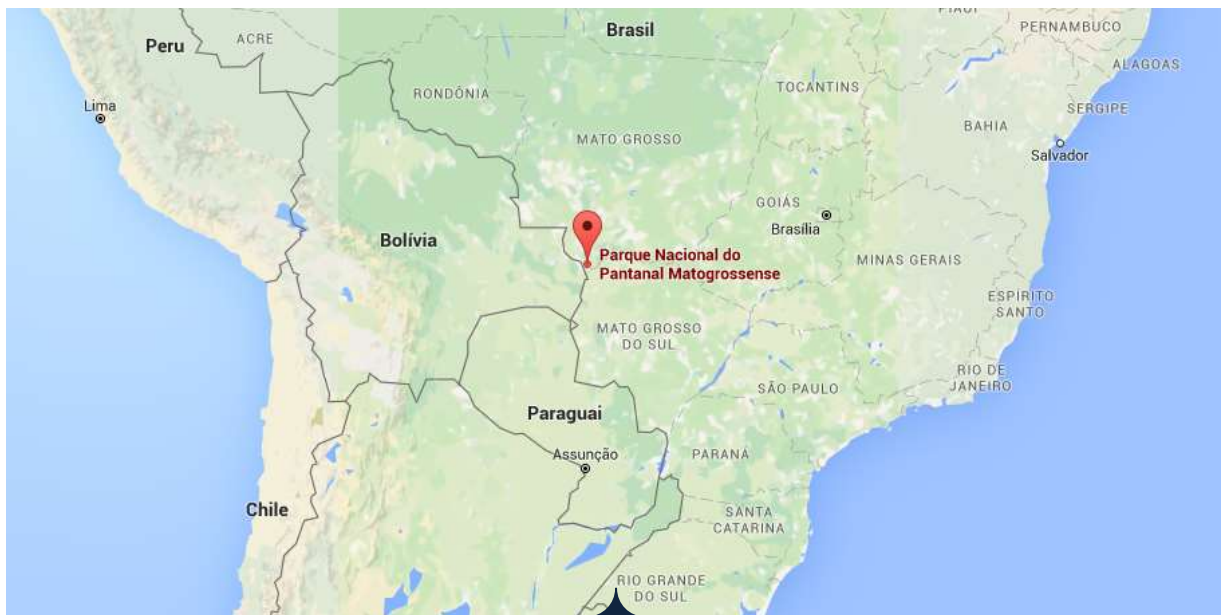 PIAUÍ
Brasil
PERNAMBUCO
Peru
ACRE
ALAGOAS
RONDÔNIA
TOCANTINS
Lima
SERGIPE
BAHIA
MATO GROSSO
Salvador
GOIÁS
Brasília
Bolívia
Parque Nacional do
Pantanal Matogrossense
MINAS GERAIS
ESPÍRITO
SANTO
MATO GROSSO
DO SUL
RIO DE
JANEIRO
SÃO PAULO
Paraguai
Assunção
PARANÁ
Chile
SANTA
CATARINA
RIO GRANDE
DO SUL